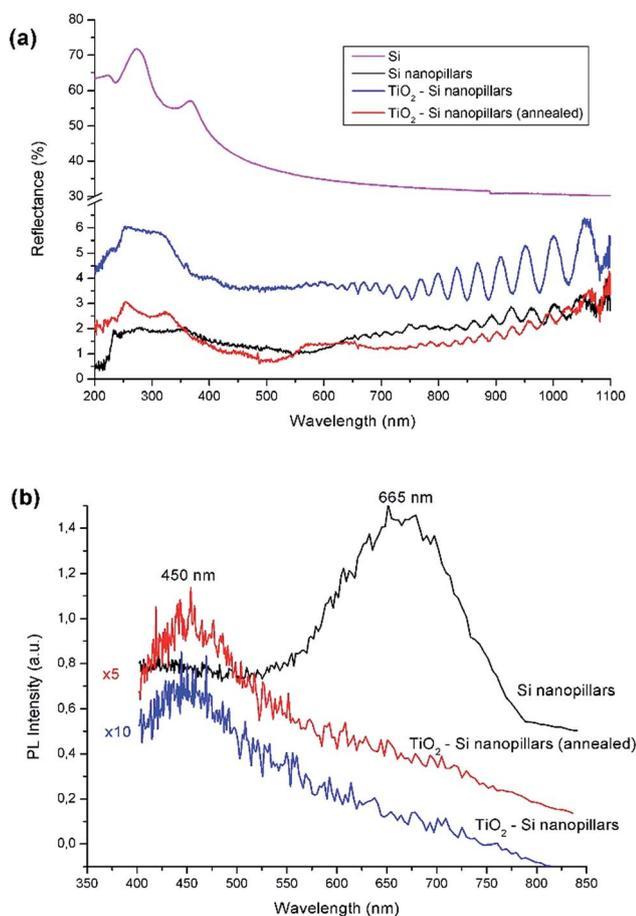 (a)
80
70
60
50
40
30
6
5
4
3
2
1
0
Reflectance (%)
Si
Si nanopillars
TiO₂ - Si nanopillars
TiO₂ - Si nanopillars (annealed)
200 300 400 500 600 700 800 900 1000 1100
Wavelength (nm)
(b)
665 nm
450 nm
1,4
1,2
1,0
0,8
0,6
0,4
0,2
0,0
PL Intensity (a.u.)
x5
x10
Si nanopillars
TiO₂ - Si nanopillars (annealed)
TiO₂ - Si nanopillars
350 400 450 500 550 600 650 700 750 800 850
Wavelength (nm)